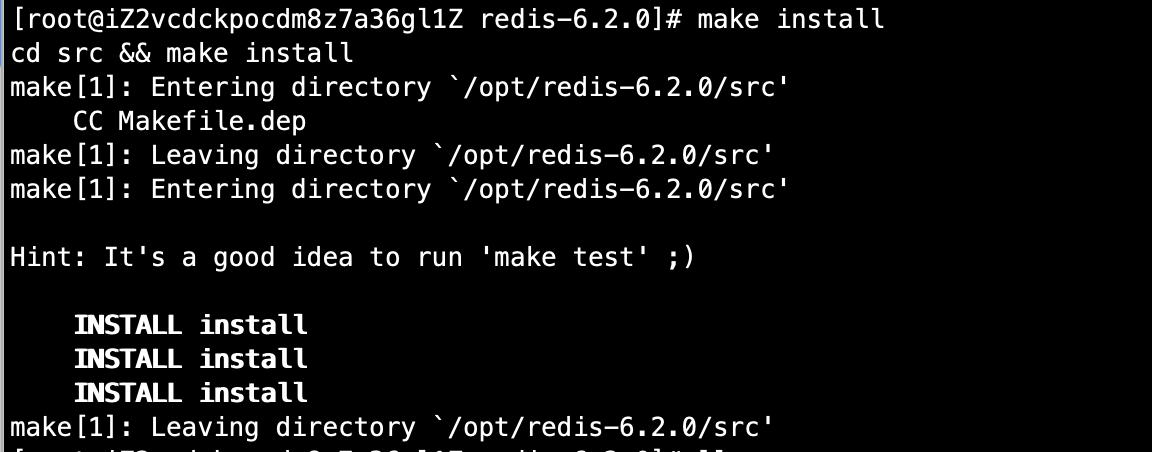 [root@iZ2vcdckpocdm8z7a36gl1Z redis-6.2.0]# make install
cd src && make install
make[1]: Entering directory `/opt/redis-6.2.0/src'
    CC Makefile.dep
make[1]: Leaving directory `/opt/redis-6.2.0/src'
make[1]: Entering directory `/opt/redis-6.2.0/src'

Hint: It's a good idea to run 'make test' ;)

    INSTALL install
    INSTALL install
    INSTALL install
make[1]: Leaving directory `/opt/redis-6.2.0/src'